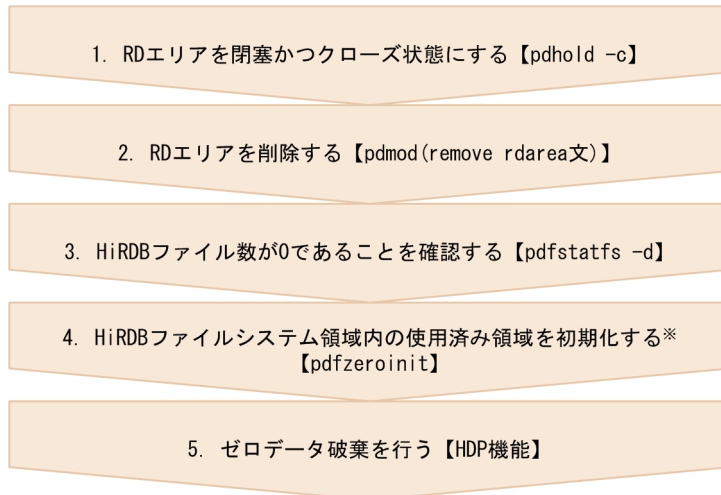 1. RDエリアを閉塞かつクローズ状態にする【pdhold -c】
2. RDエリアを削除する【pdmod(remove rdarea文)】
3. HiRDBファイル数が0であることを確認する【pdfstatfs -d】
4. HiRDBファイルシステム領域内の使用済み領域を初期化する※
【pdfzeroinit】
5. ゼロデータ破棄を行う【HDP機能】